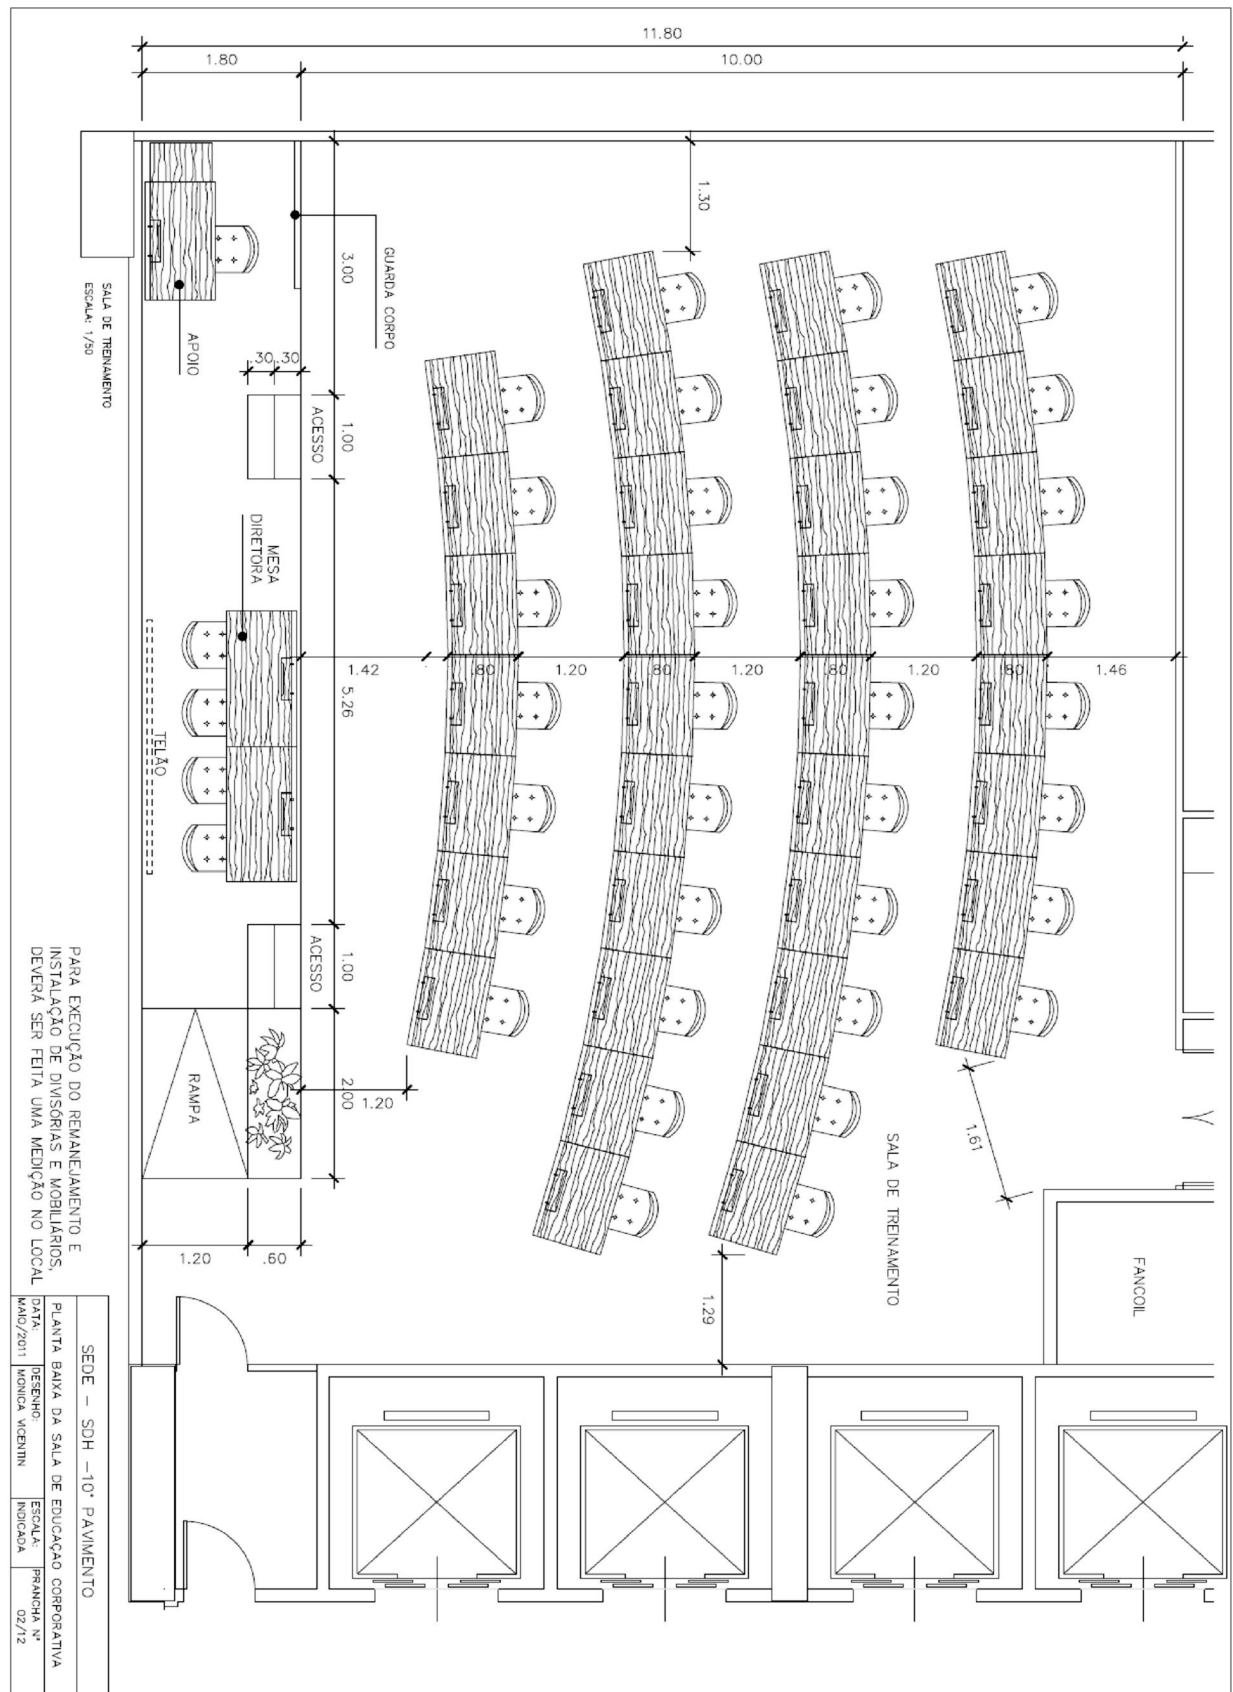 11.80
1.80
10.00
1.30
3.00
GUARDA CORPO
APOIO
SALA DE TREINAMENTO
ESCALA: 1/50
.30
.30
1.00
ACESSO
MESA
DIRETORA
TELÃO
1.42
.80
1.20
.80
1.20
.80
1.20
.80
1.46
5.26
1.00
ACESSO
2.00
1.20
RAMPA
1.61
SALA DE TREINAMENTO
FANCOIL
1.20
.60
1.29
PARA EXECUÇÃO DO REMANEJAMENTO E
INSTALAÇÃO DE DIVISÓRIAS E MOBILIÁRIOS,
DEVERÁ SER FEITA UMA MEDIÇÃO NO LOCAL
SEDE - SDH -10° PAVIMENTO
PLANTA BAIXA DA SALA DE EDUCAÇAO CORPORATIVA
DATA:
MAIO/2011
DESENHO:
MONICA VICENTIN
ESCALA:
INDICADA
PRANCHA N°
02/12